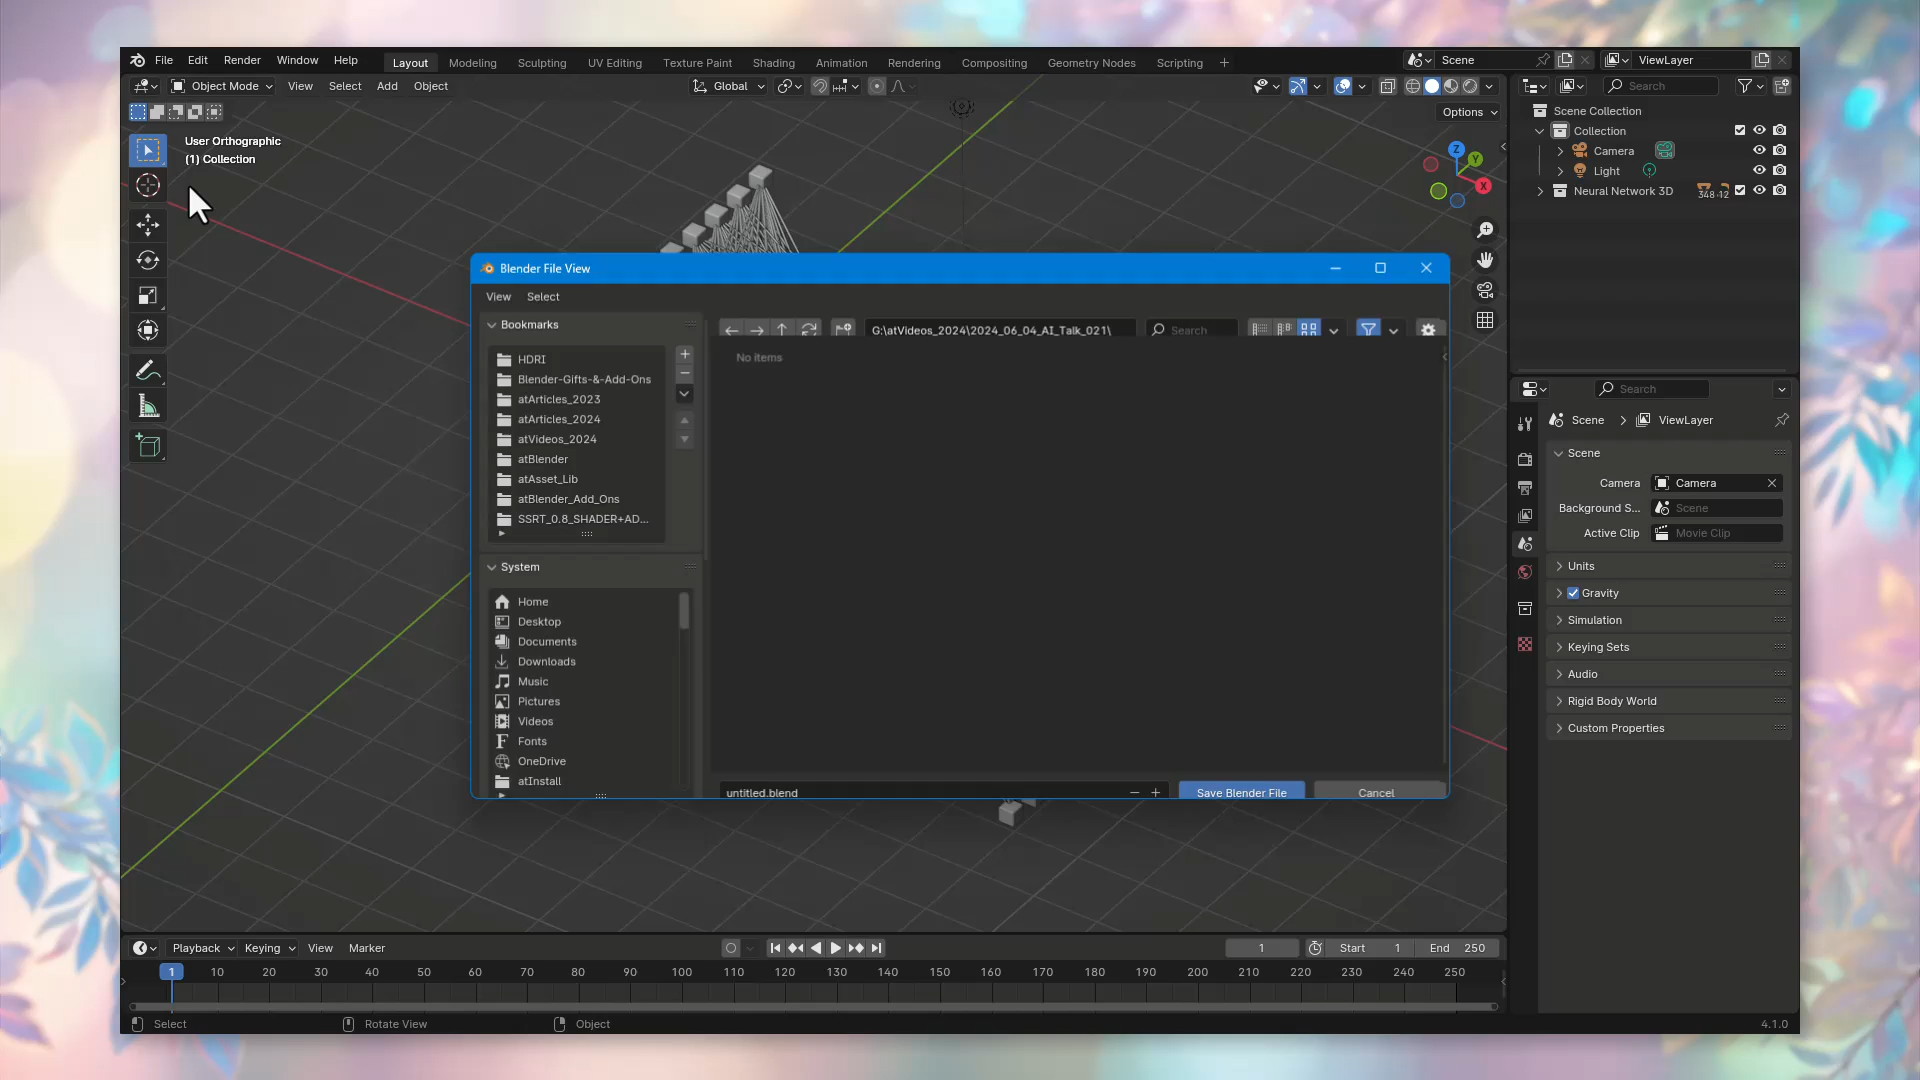 File Edit Render Window Help Layout Modeling Sculpting UV Editing Texture Paint Shading Animation Rendering Compositing Geometry Nodes Scripting + Scene ViewLayer
Object Mode View Select Add Object Global Search
Options
User Orthographic
(1) Collection
Z
Y
X
Scene Collection
Collection
Camera
Light
Neural Network 3D 348 12
Blender File View
View Select
Bookmarks
G:\atVideos_2024\2024_06_04_AI_Talk_021\ Search
No items
HDRI
Blender-Gifts-&-Add-Ons
atArticles_2023
atArticles_2024
atVideos_2024
atBlender
atAsset_Lib
atBlender_Add_Ons
SSRT_0.8_SHADER+AD...
System
Home
Desktop
Documents
Downloads
Music
Pictures
Videos
Fonts
OneDrive
atInstall
untitled.blend Save Blender File Cancel
Search
Scene ViewLayer
Scene
Camera Camera
Background S... Scene
Active Clip Movie Clip
Units
Gravity
Simulation
Keying Sets
Audio
Rigid Body World
Custom Properties
Playback Keying View Marker 1 Start 1 End 250
1 10 20 30 40 50 60 70 80 90 100 110 120 130 140 150 160 170 180 190 200 210 220 230 240 250
Select Rotate View Object 4.1.0